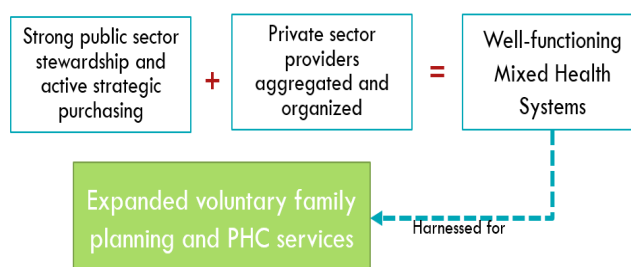 Strong public sector
stewardship and
active strategic
purchasing
+
Private sector
providers
aggregated and
organized
=
Well-functioning
Mixed Health
Systems
Expanded voluntary family
planning and PHC services
Harnessed for